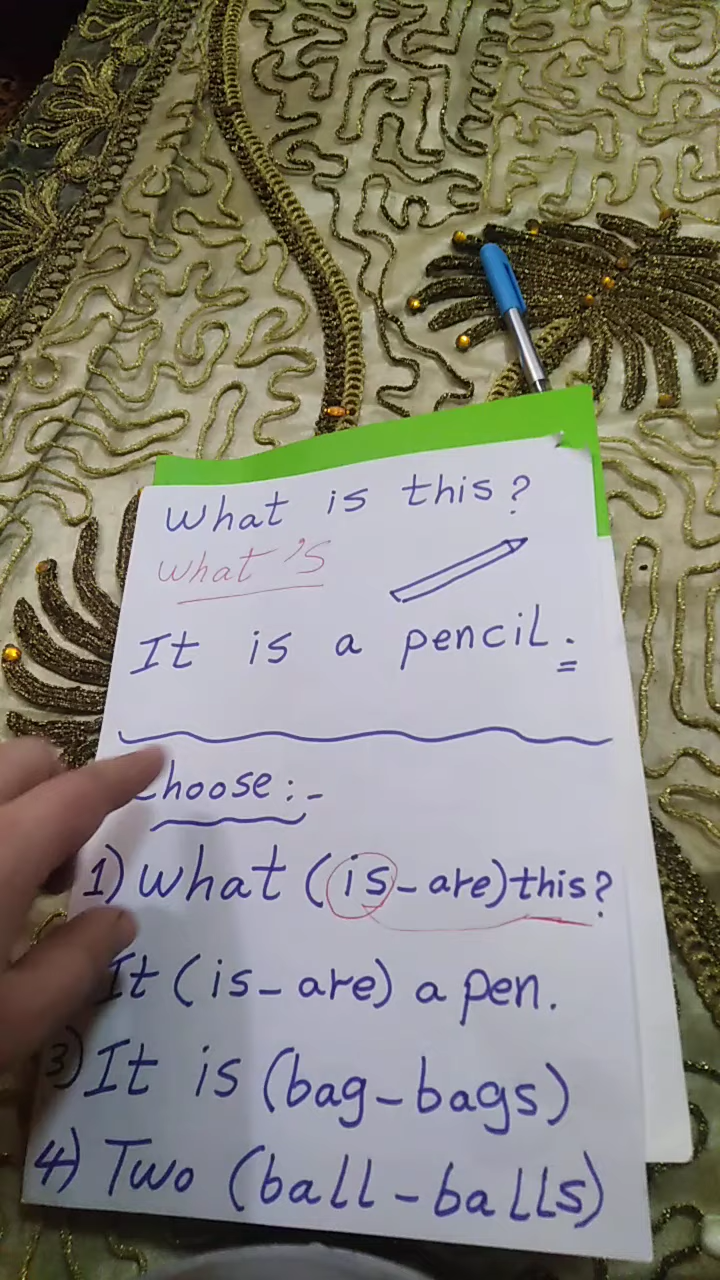 What is this?
What's
It is a pencil.
Choose:-
1) What (is - are) this?
It (is - are) a pen.
3) It is (bag - bags)
4) Two (ball - balls)